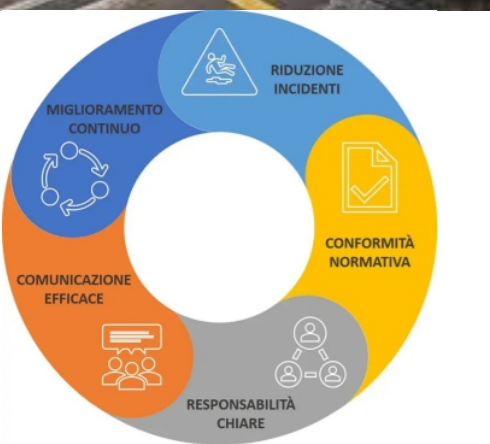 RIDUZIONE
INCIDENTI
CONFORMITÀ
NORMATIVA
RESPONSABILITÀ
CHIARE
COMUNICAZIONE
EFFICACE
MIGLIORAMENTO
CONTINUO